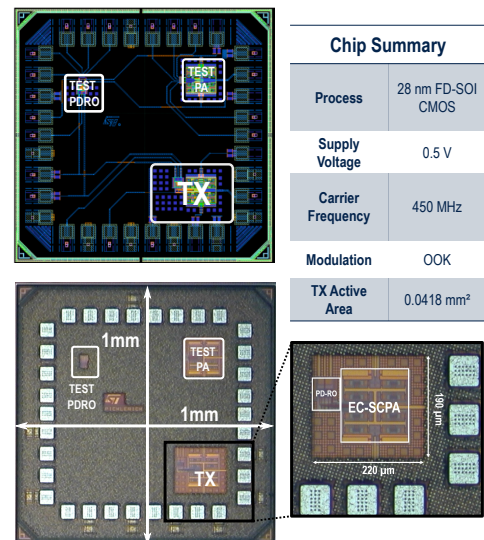 TEST
PDRO
TEST
PA
TX
Chip Summary
Process
28 nm FD-SOI
CMOS
Supply
Voltage
0.5 V
Carrier
Frequency
450 MHz
Modulation
OOK
TX Active
Area
0.0418 mm²
1mm
TEST
PDRO
TEST
PA
1mm
TX
PD-RO
EC-SCPA
190 µm
220 µm